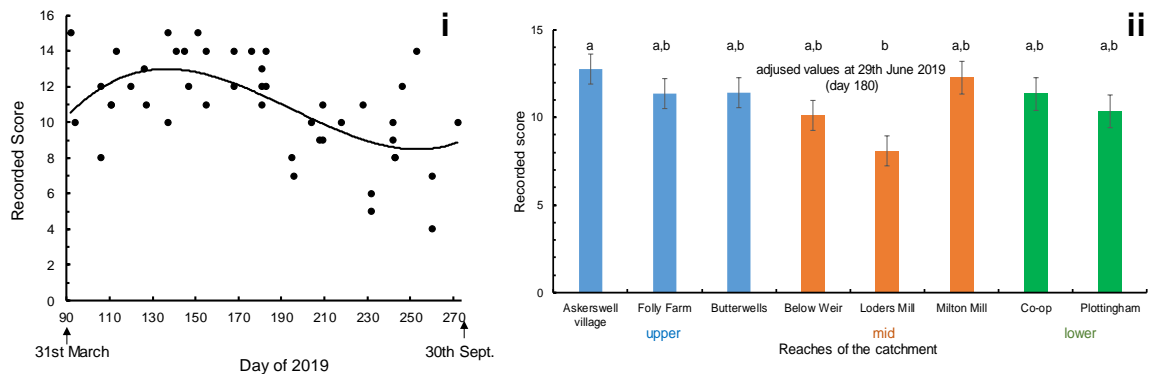 i
16
14
12
10
8
6
4
2
0
Recorded Score
90 110 130 150 170 190 210 230 250 270
31st March
30th Sept.
Day of 2019
ii
15
10
5
0
Recorded score
a a,b a,b a,b b a,b a,b a,b
adjused values at 29th June 2019
(day 180)
Askerswell Folly Farm Butterwells Below Weir Loders Mill Milton Mill Co-op Plottingham
village
upper mid lower
Reaches of the catchment